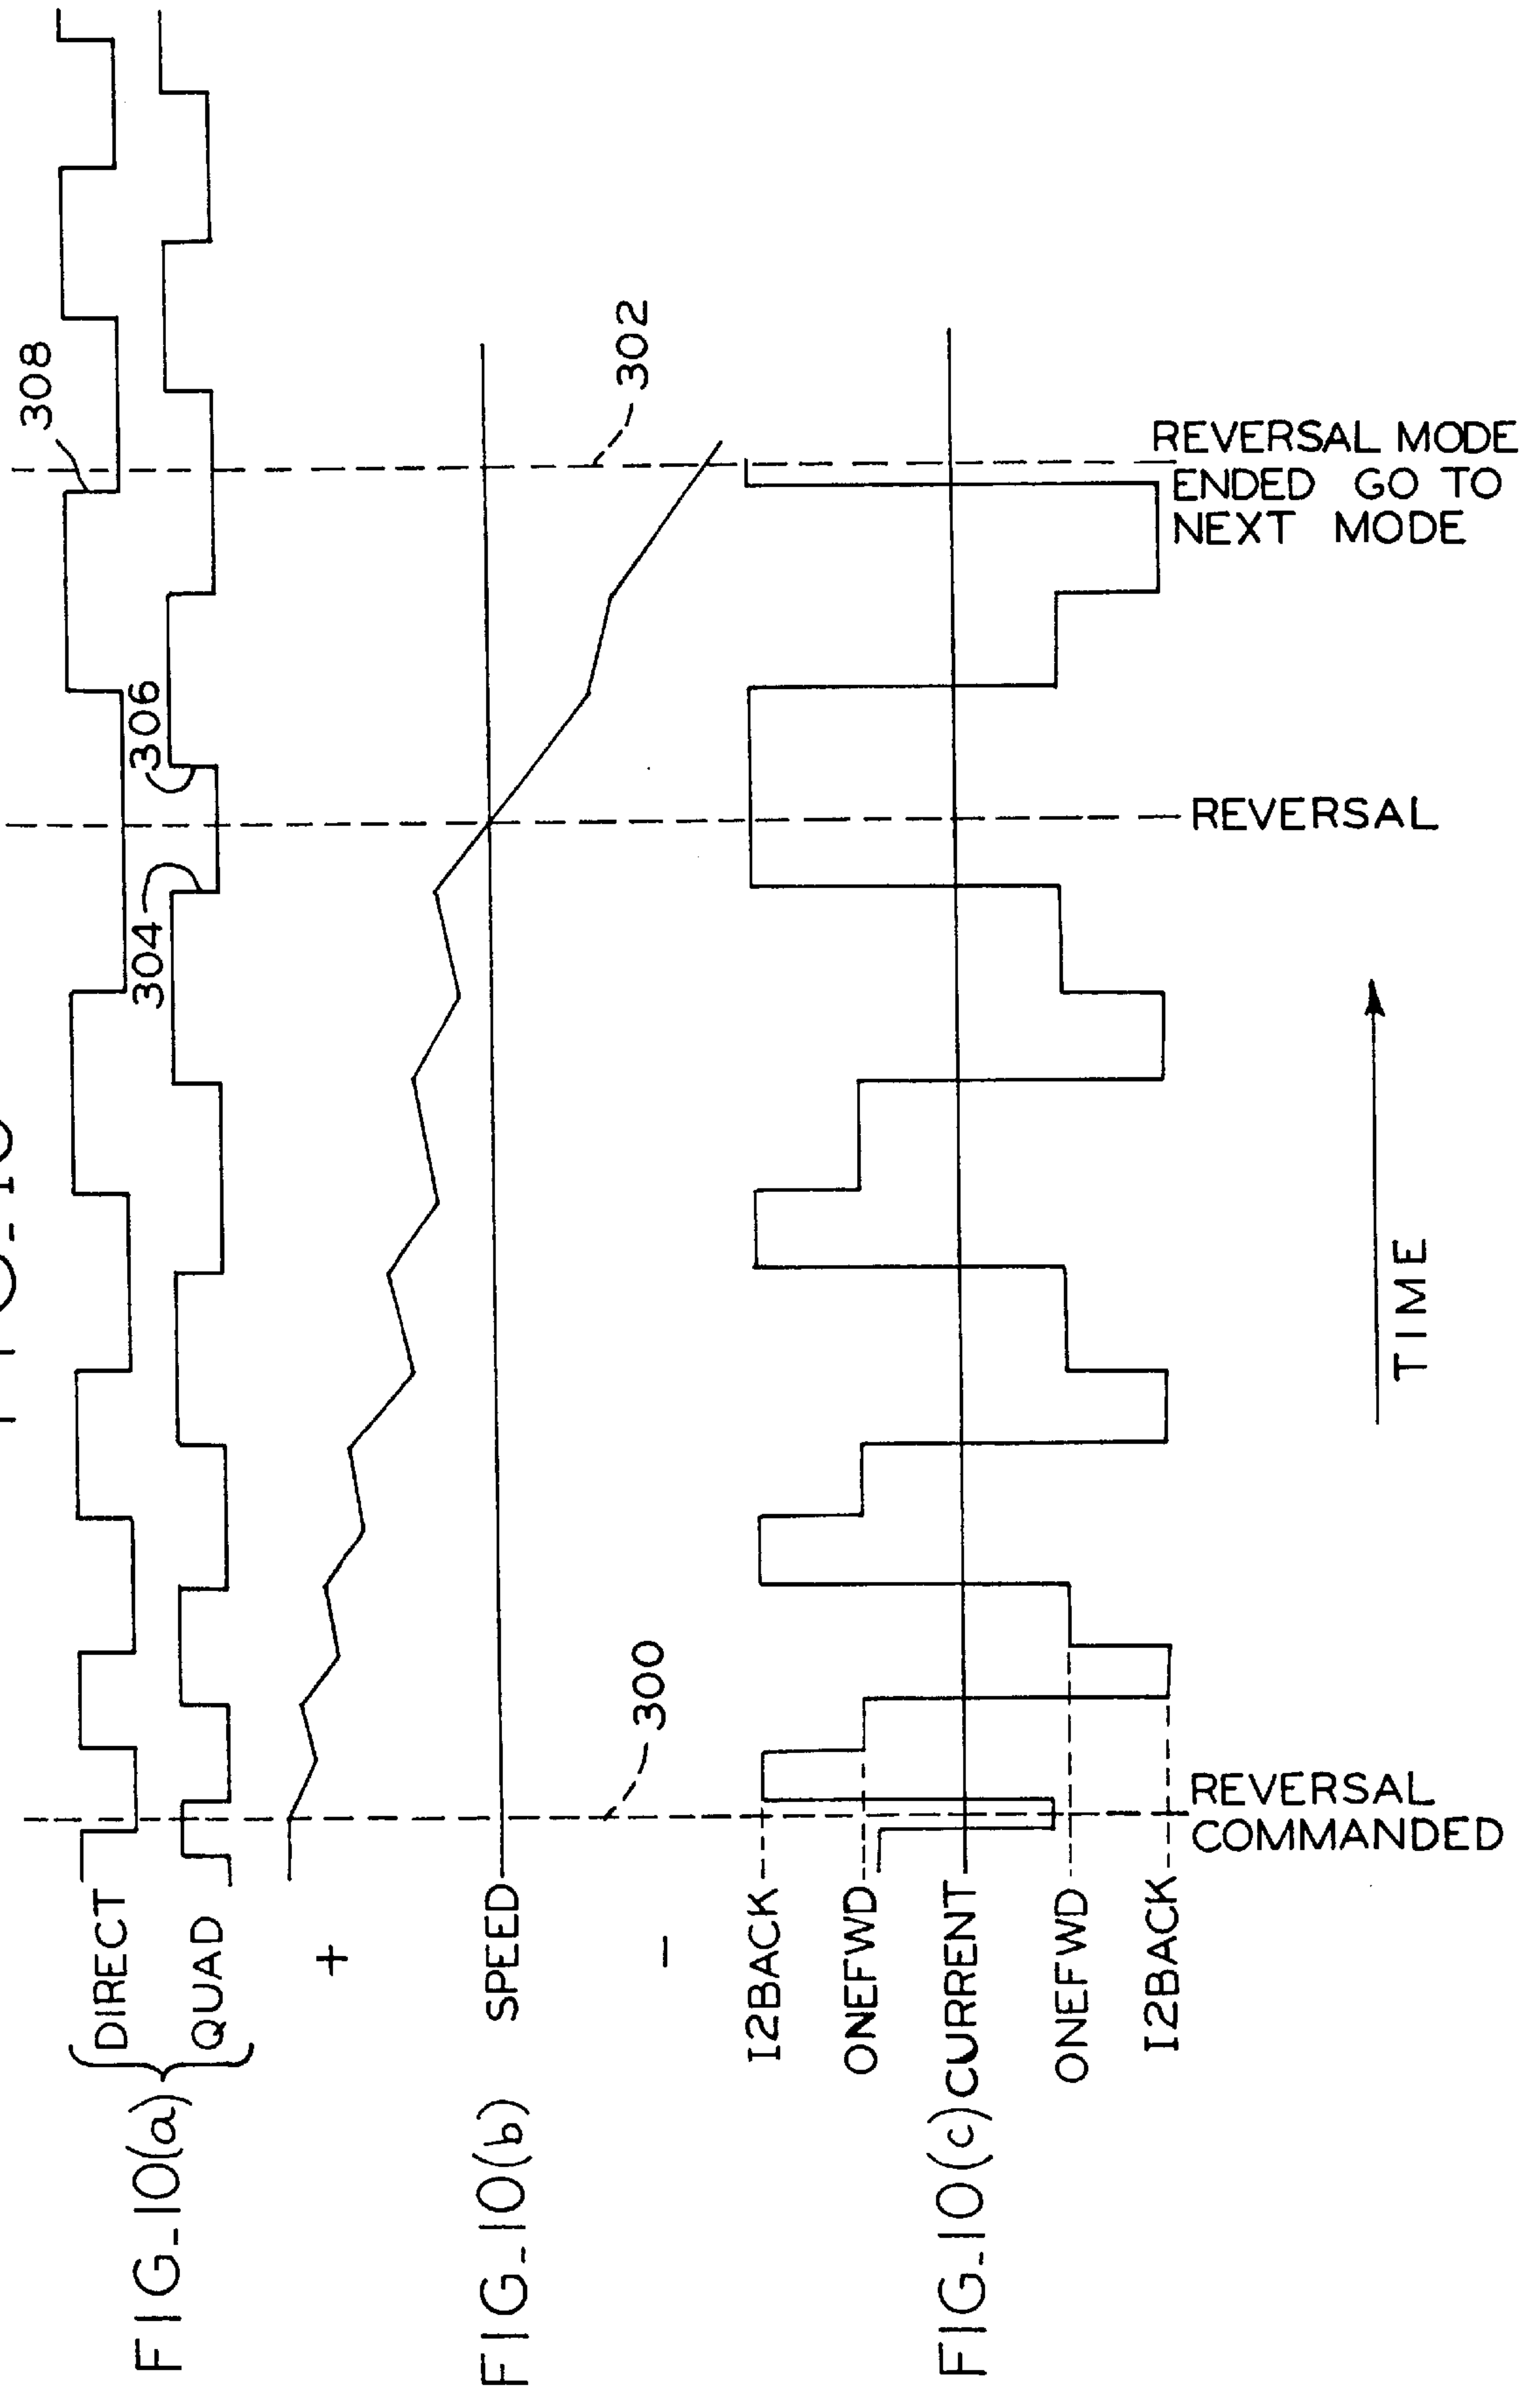 FIG_10
FIG_10(a)
DIRECT
QUAD
308
304
306
FIG_10(b)
+
SPEED
-
300
302
FIG_10(c)
I2BACK
ONEFWD
CURRENT
ONEFWD
I2BACK
REVERSAL
COMMANDED
REVERSAL
REVERSAL MODE
ENDED GO TO
NEXT MODE
TIME